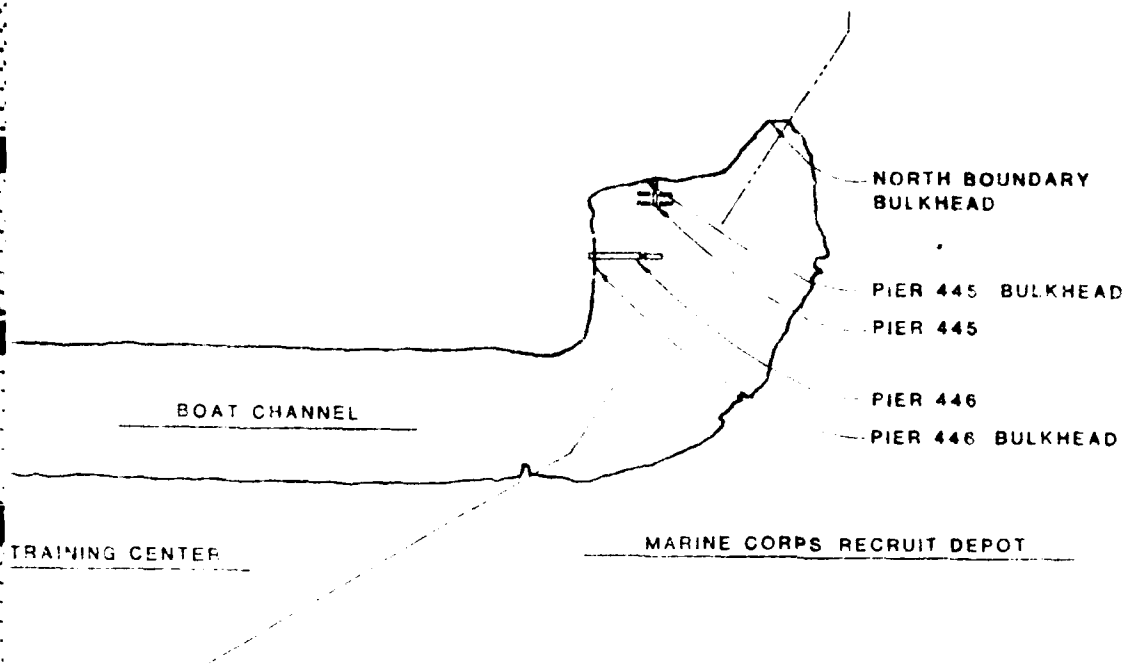 NORTH BOUNDARY
BULKHEAD
PIER 445 BULKHEAD
PIER 445
PIER 446
PIER 446 BULKHEAD
BOAT CHANNEL
TRAINING CENTER
MARINE CORPS RECRUIT DEPOT